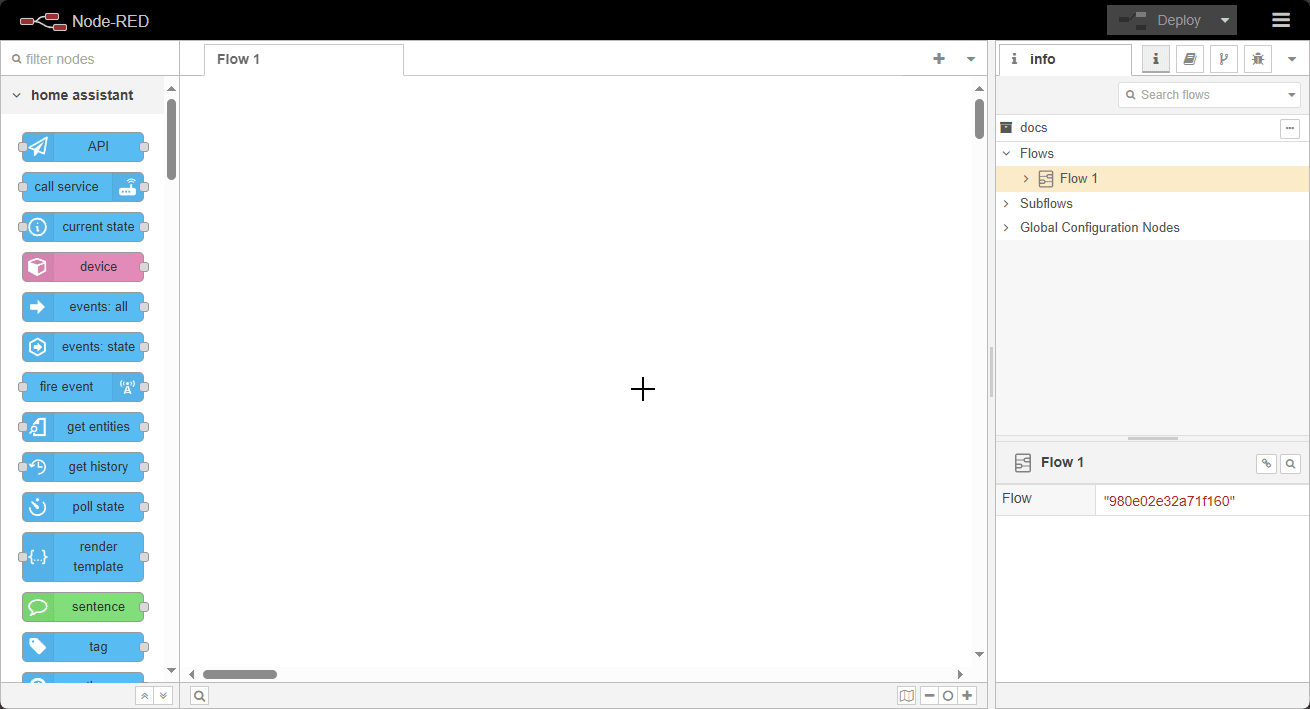 Node-RED
Deploy
filter nodes
Flow 1
info
home assistant
Search flows
API
docs
Flows
call service
Flow 1
Subflows
current state
Global Configuration Nodes
device
events: all
events: state
fire event
get entities
get history
Flow 1
poll state
Flow
"980e02e32a71f160"
render
template
sentence
tag